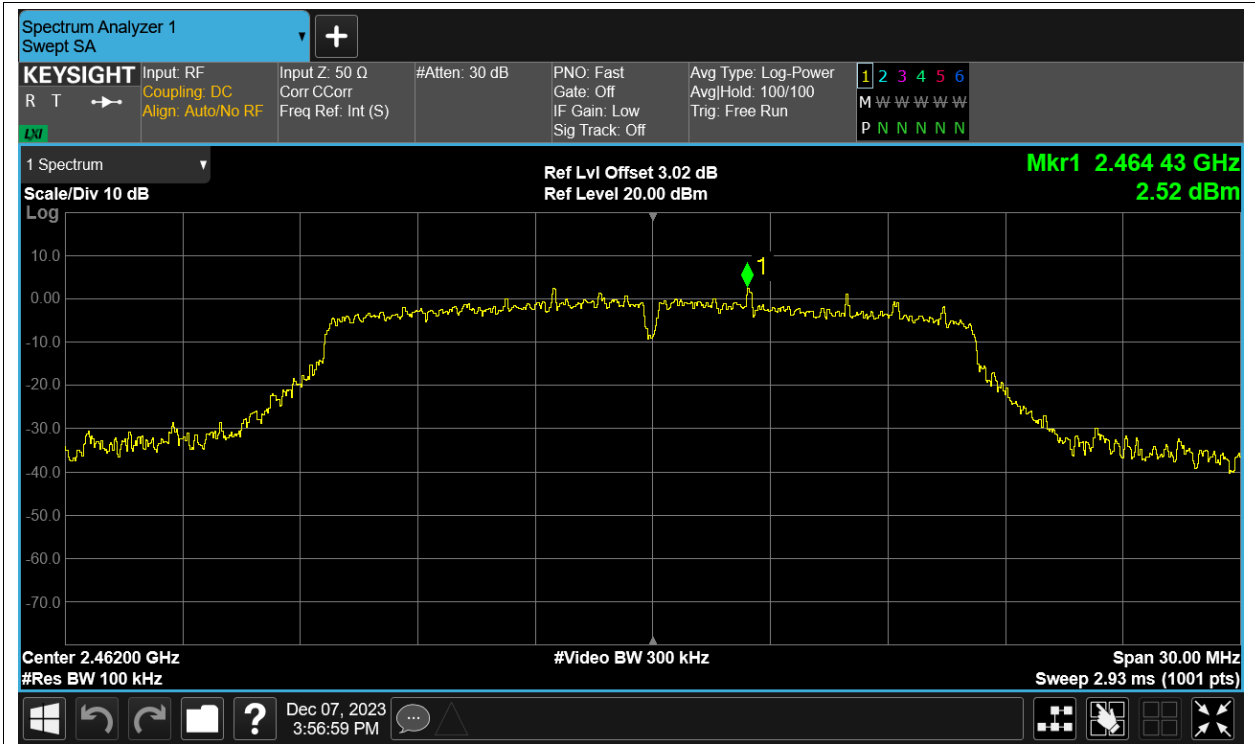 Spectrum Analyzer 1
Swept SA
+
KEYSIGHT
R T
LXI
Input: RF
Coupling: DC
Align: Auto/No RF
Input Z: 50 Ω
Corr CCorr
Freq Ref: Int (S)
#Atten: 30 dB
PNO: Fast
Gate: Off
IF Gain: Low
Sig Track: Off
Avg Type: Log-Power
Avg|Hold: 100/100
Trig: Free Run
1 2 3 4 5 6
M W W W W W
P N N N N N
1 Spectrum
Scale/Div 10 dB
Log
Ref Lvl Offset 3.02 dB
Ref Level 20.00 dBm
Mkr1 2.464 43 GHz
2.52 dBm
10.0
0.00
-10.0
-20.0
-30.0
-40.0
-50.0
-60.0
-70.0
1
Center 2.46200 GHz
#Res BW 100 kHz
#Video BW 300 kHz
Span 30.00 MHz
Sweep 2.93 ms (1001 pts)
?
Dec 07, 2023
3:56:59 PM